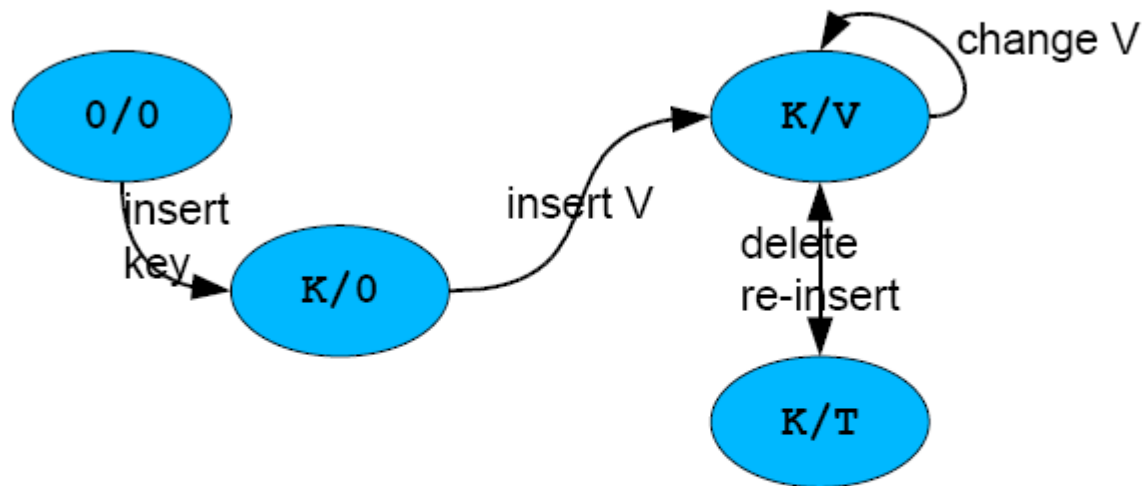 0/0
insert
key
K/0
insert V
K/V
change V
delete
re-insert
K/T